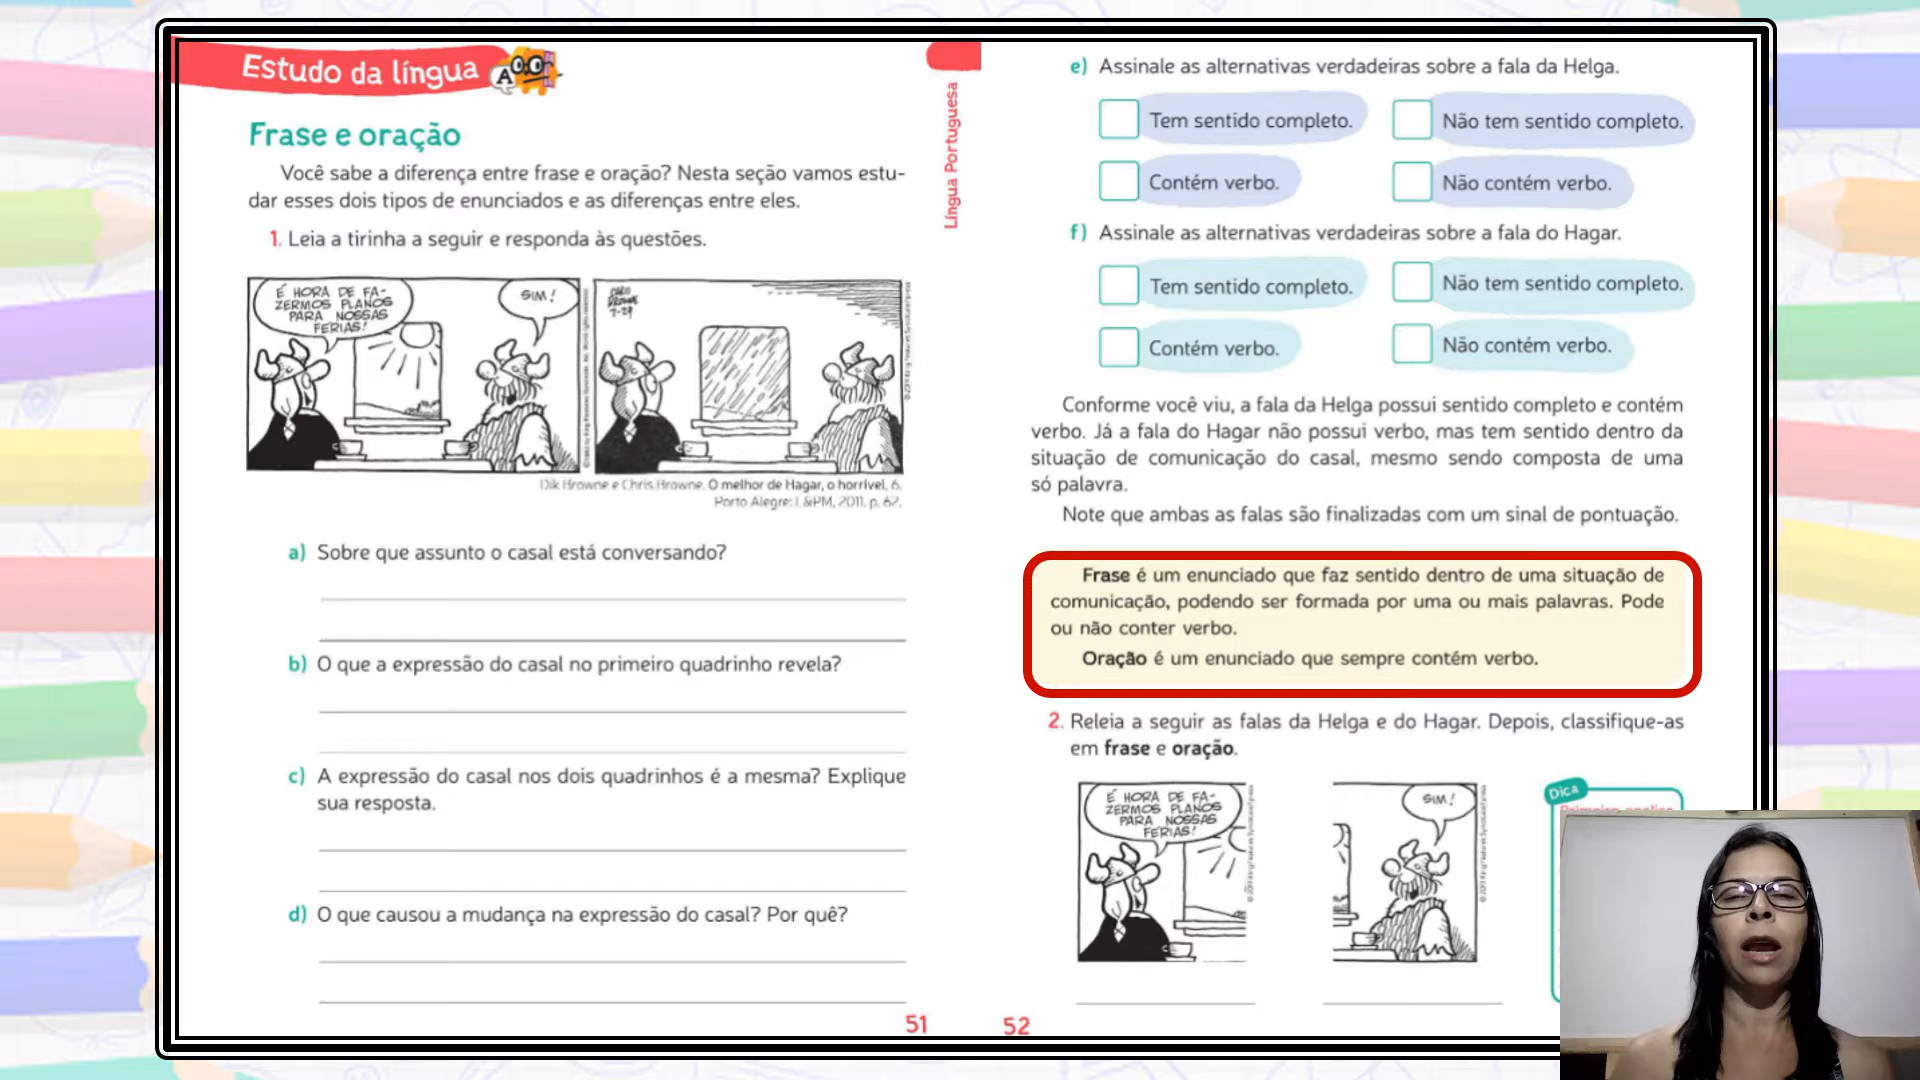 Estudo da língua
A
Frase e oração
Você sabe a diferença entre frase e oração? Nesta seção vamos estu-
dar esses dois tipos de enunciados e as diferenças entre eles.
1. Leia a tirinha a seguir e responda às questões.
É HORA DE FA-
ZERMOS PLANOS
PARA NOSSAS
FÉRIAS!
SIM!
CHRIS
BROWNE
7-29
Dik Browne e Chris Browne. O melhor de Hagar, o horrível, 6.
Porto Alegre: L&PM, 2011. p. 62.
a) Sobre que assunto o casal está conversando?
b) O que a expressão do casal no primeiro quadrinho revela?
c) A expressão do casal nos dois quadrinhos é a mesma? Explique
sua resposta.
d) O que causou a mudança na expressão do casal? Por quê?
51
Língua Portuguesa
e) Assinale as alternativas verdadeiras sobre a fala da Helga.
Tem sentido completo.
Não tem sentido completo.
Contém verbo.
Não contém verbo.
f) Assinale as alternativas verdadeiras sobre a fala do Hagar.
Tem sentido completo.
Não tem sentido completo.
Contém verbo.
Não contém verbo.
Conforme você viu, a fala da Helga possui sentido completo e contém
verbo. Já a fala do Hagar não possui verbo, mas tem sentido dentro da
situação de comunicação do casal, mesmo sendo composta de uma
só palavra.
Note que ambas as falas são finalizadas com um sinal de pontuação.
Frase é um enunciado que faz sentido dentro de uma situação de
comunicação, podendo ser formada por uma ou mais palavras. Pode
ou não conter verbo.
Oração é um enunciado que sempre contém verbo.
2. Releia a seguir as falas da Helga e do Hagar. Depois, classifique-as
em frase e oração.
É HORA DE FA-
ZERMOS PLANOS
PARA NOSSAS
FÉRIAS!
SIM!
Dica
52